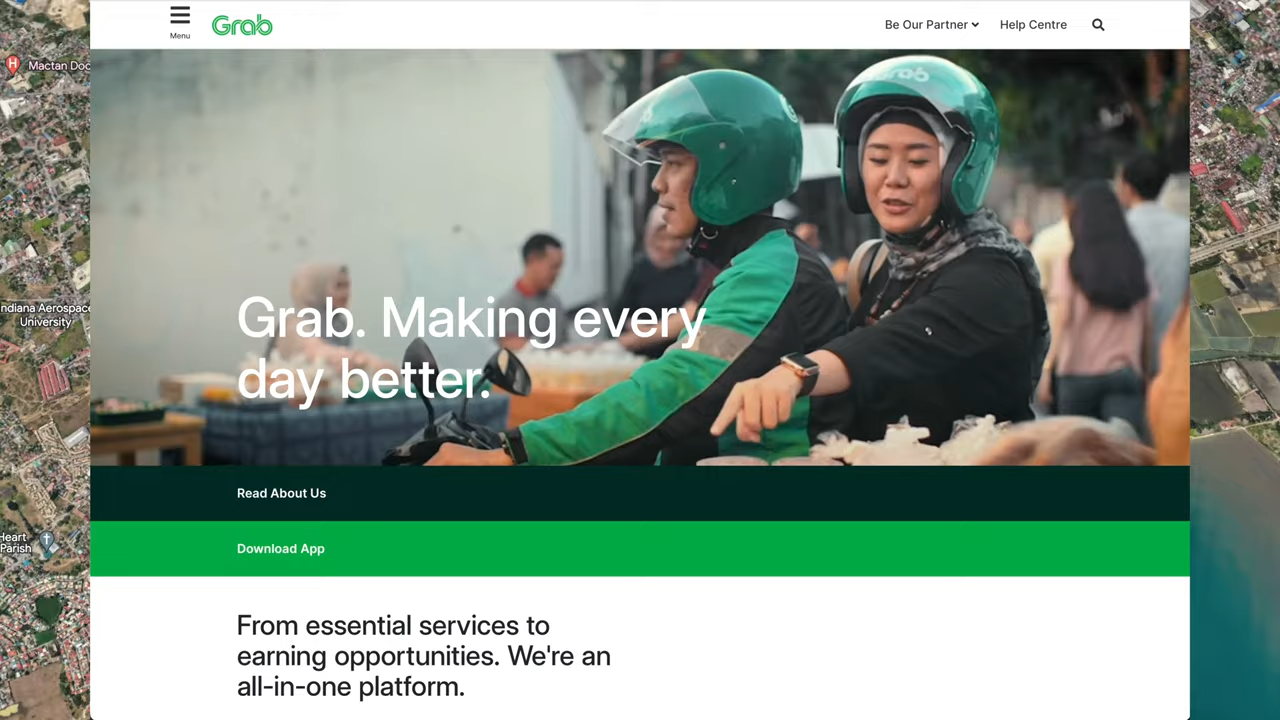 Menu
Grab
Be Our Partner
Help Centre
H
Mactan Doc
Grab
Grab. Making every
day better.
ndiana Aerospace
University
Read About Us
Download App
Heart
Parish
From essential services to
earning opportunities. We're an
all-in-one platform.